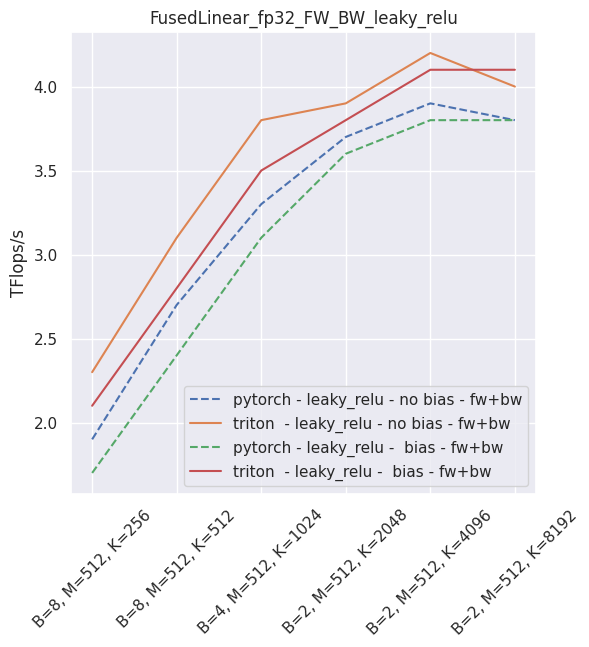 FusedLinear_fp32_FW_BW_leaky_relu
TFlops/s
4.0
3.5
3.0
2.5
2.0
pytorch - leaky_relu - no bias - fw+bw
triton  - leaky_relu - no bias - fw+bw
pytorch - leaky_relu -  bias - fw+bw
triton  - leaky_relu -  bias - fw+bw
B=8, M=512, K=256
B=8, M=512, K=512
B=4, M=512, K=1024
B=2, M=512, K=2048
B=2, M=512, K=4096
B=2, M=512, K=8192